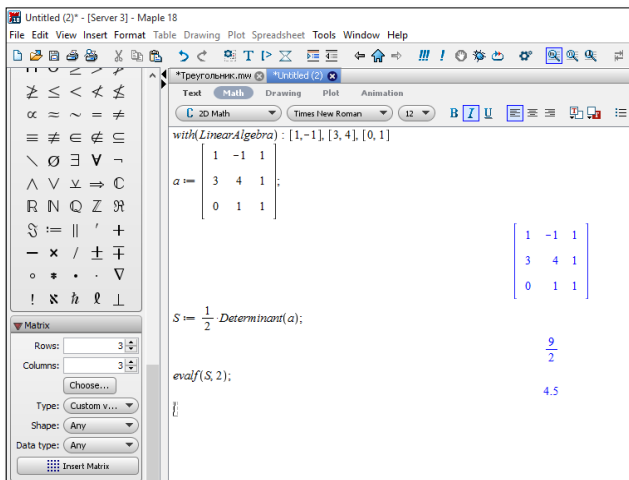 Untitled (2)* - [Server 3] - Maple 18
File Edit View Insert Format Table Drawing Plot Spreadsheet Tools Window Help
*Треугольник.mw *Untitled (2)
Text Math Drawing Plot Animation
C 2D Math Times New Roman 12 B I U
≱ ≤ < ≮ ≰
∝ ≈ ~ = ≠
≡ ≢ ∈ ∉ ⊆
\ Ø ∃ ∀ ¬
∧ ∨ ⊻ ⇒ ℂ
ℝ ℕ ℚ ℤ ℜ
ℑ := || ′ +
− × / ± ∓
∘ * • · ∇
! ℵ ℏ ℓ ⊥
Matrix
Rows: 3
Columns: 3
Choose...
Type: Custom v...
Shape: Any
Data type: Any
Insert Matrix
with(LinearAlgebra) : [1,-1], [3, 4], [0, 1]
1 -1 1
a := 3 4 1 ;
0 1 1
1 -1 1
3 4 1
0 1 1
S := 1/2 · Determinant(a);
9/2
evalf(S, 2);
4.5